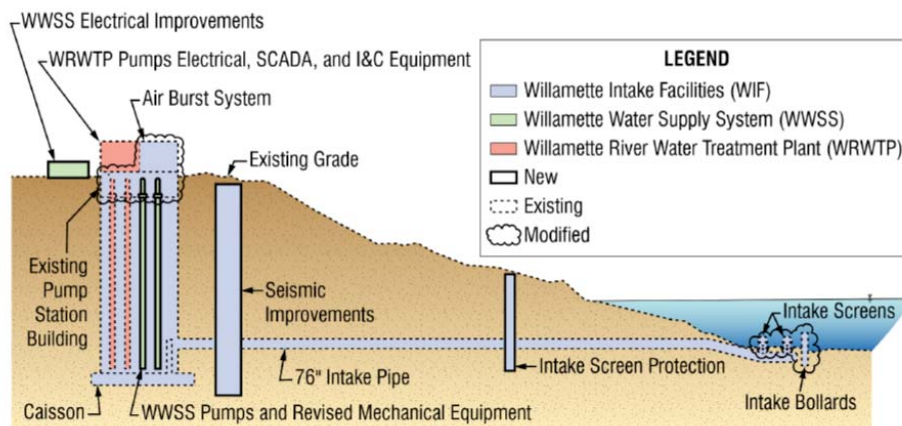 WWSS Electrical Improvements
WRWTP Pumps Electrical, SCADA, and I&C Equipment
Air Burst System
Existing Grade
LEGEND
Willamette Intake Facilities (WIF)
Willamette Water Supply System (WWSS)
Willamette River Water Treatment Plant (WRWTP)
New
Existing
Modified
Existing
Pump
Station
Building
Seismic
Improvements
Intake Screens
76" Intake Pipe
Intake Screen Protection
Caisson
WWSS Pumps and Revised Mechanical Equipment
Intake Bollards